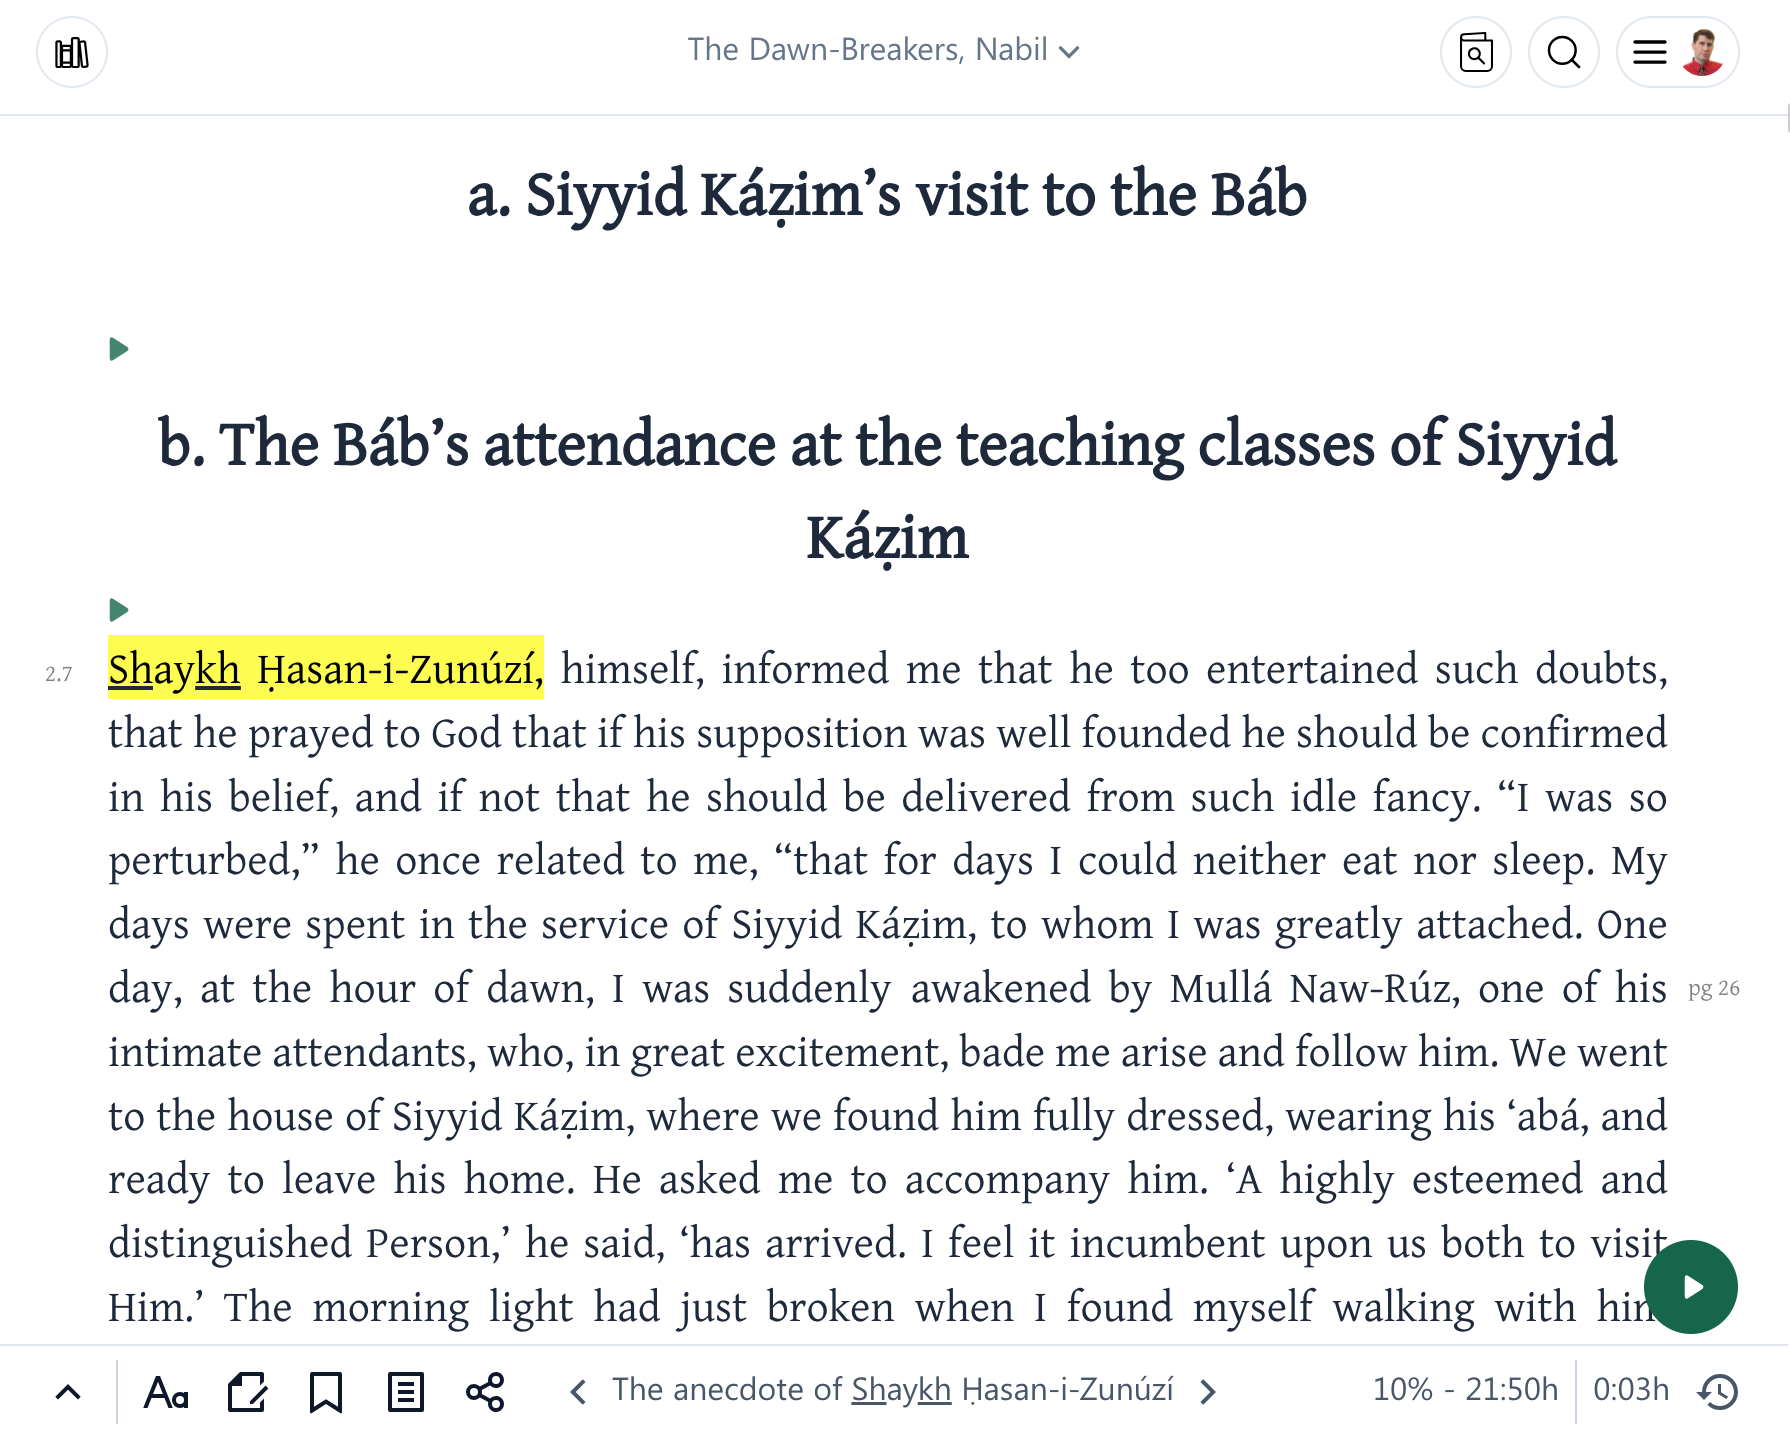 The Dawn-Breakers, Nabil
a. Siyyid Káẓim’s visit to the Báb
b. The Báb’s attendance at the teaching classes of Siyyid
Káẓim
2.7
Shaykh Ḥasan-i-Zunúzí, himself, informed me that he too entertained such doubts,
that he prayed to God that if his supposition was well founded he should be confirmed
in his belief, and if not that he should be delivered from such idle fancy. “I was so
perturbed,” he once related to me, “that for days I could neither eat nor sleep. My
days were spent in the service of Siyyid Káẓim, to whom I was greatly attached. One
day, at the hour of dawn, I was suddenly awakened by Mullá Naw-Rúz, one of his
pg 26
intimate attendants, who, in great excitement, bade me arise and follow him. We went
to the house of Siyyid Káẓim, where we found him fully dressed, wearing his ‘abá, and
ready to leave his home. He asked me to accompany him. ‘A highly esteemed and
distinguished Person,’ he said, ‘has arrived. I feel it incumbent upon us both to visit
Him.’ The morning light had just broken when I found myself walking with him
Aa
The anecdote of Shaykh Ḥasan-i-Zunúzí
10% - 21:50h
0:03h